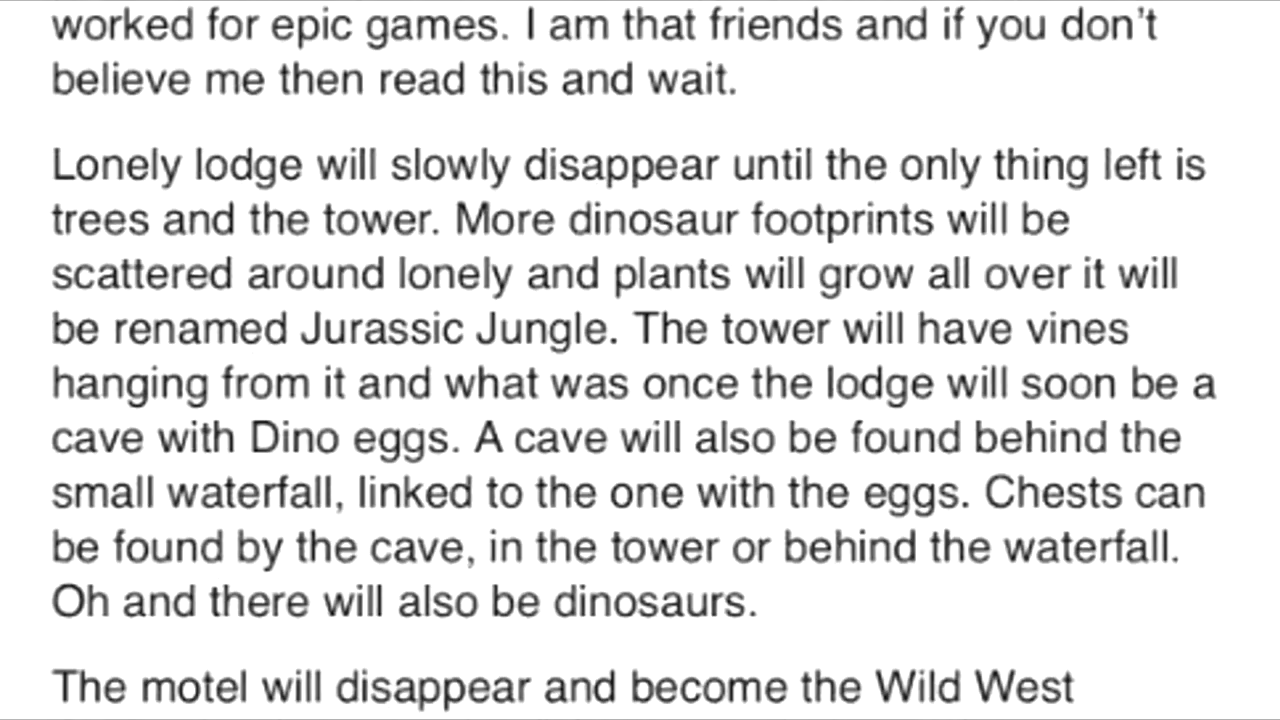 worked for epic games. I am that friends and if you don’t
believe me then read this and wait.
Lonely lodge will slowly disappear until the only thing left is
trees and the tower. More dinosaur footprints will be
scattered around lonely and plants will grow all over it will
be renamed Jurassic Jungle. The tower will have vines
hanging from it and what was once the lodge will soon be a
cave with Dino eggs. A cave will also be found behind the
small waterfall, linked to the one with the eggs. Chests can
be found by the cave, in the tower or behind the waterfall.
Oh and there will also be dinosaurs.
The motel will disappear and become the Wild West